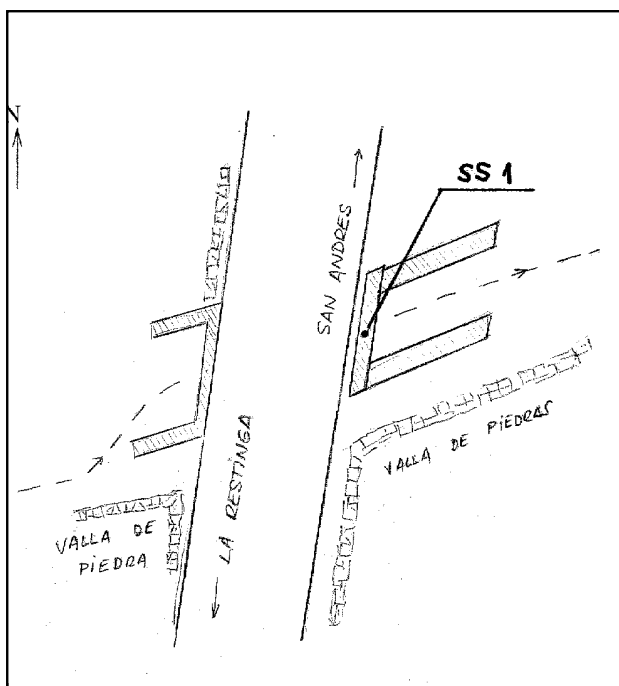 N
SS 1
SAN ANDRES
VALLA DE PIEDRAS
LA RESTINGA
VALLA DE
PIEDRA